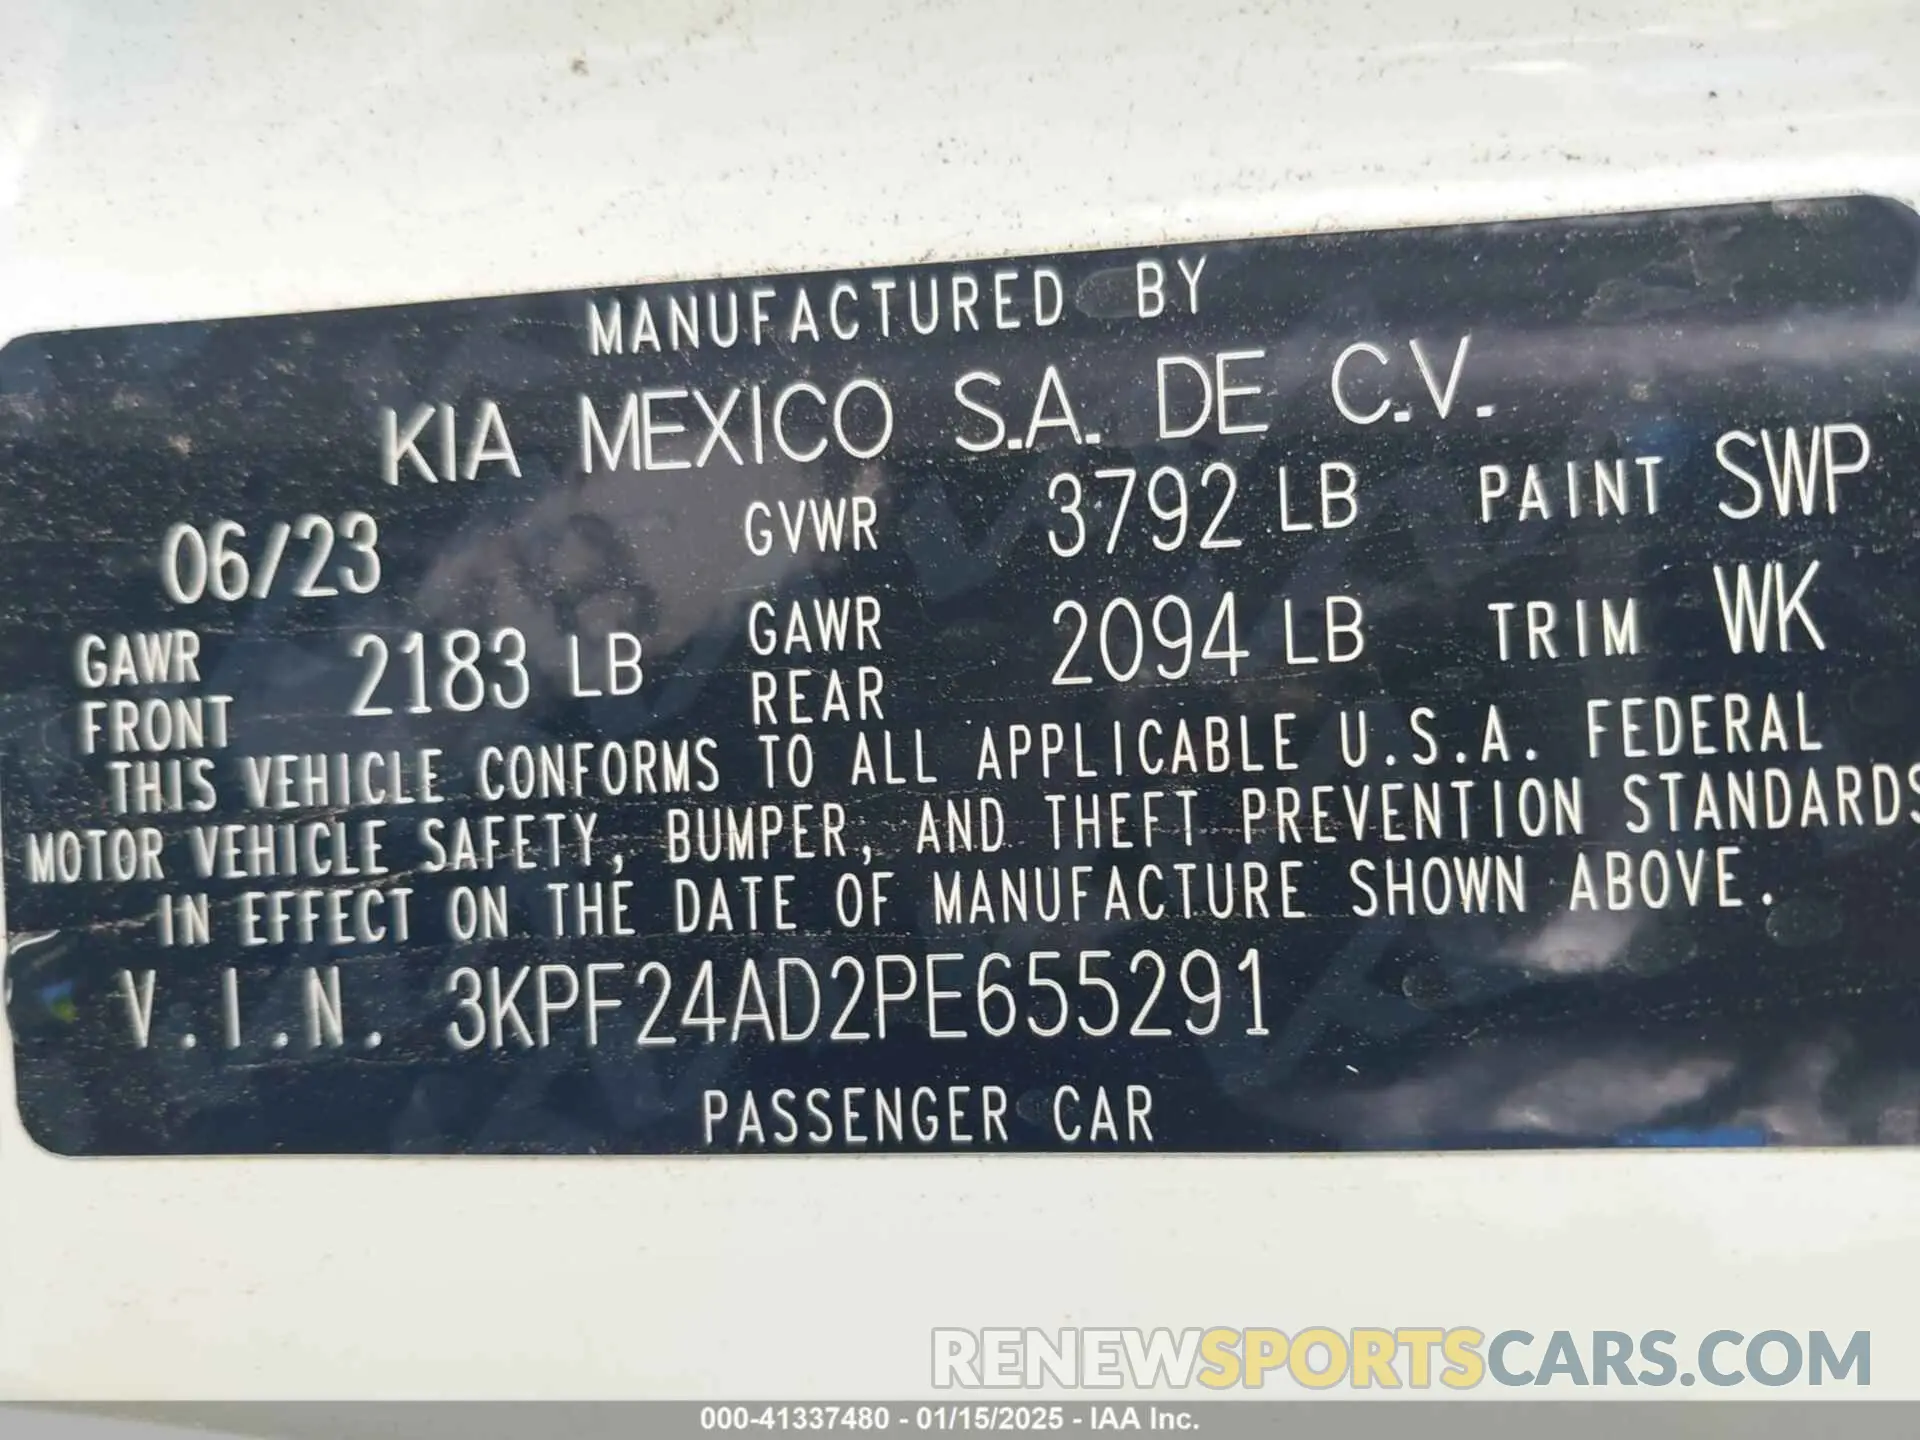 MANUFACTURED BY
KIA MEXICO S.A. DE C.V.
06/23 GVWR 3792 LB PAINT SWP
GAWR FRONT 2183 LB GAWR REAR 2094 LB TRIM WK
THIS VEHICLE CONFORMS TO ALL APPLICABLE U.S.A. FEDERAL
MOTOR VEHICLE SAFETY, BUMPER, AND THEFT PREVENTION STANDARDS
IN EFFECT ON THE DATE OF MANUFACTURE SHOWN ABOVE.
V.I.N. 3KPF24AD2PE655291
PASSENGER CAR
RENEWSPORTSCARS.COM
000-41337480 - 01/15/2025 - IAA Inc.